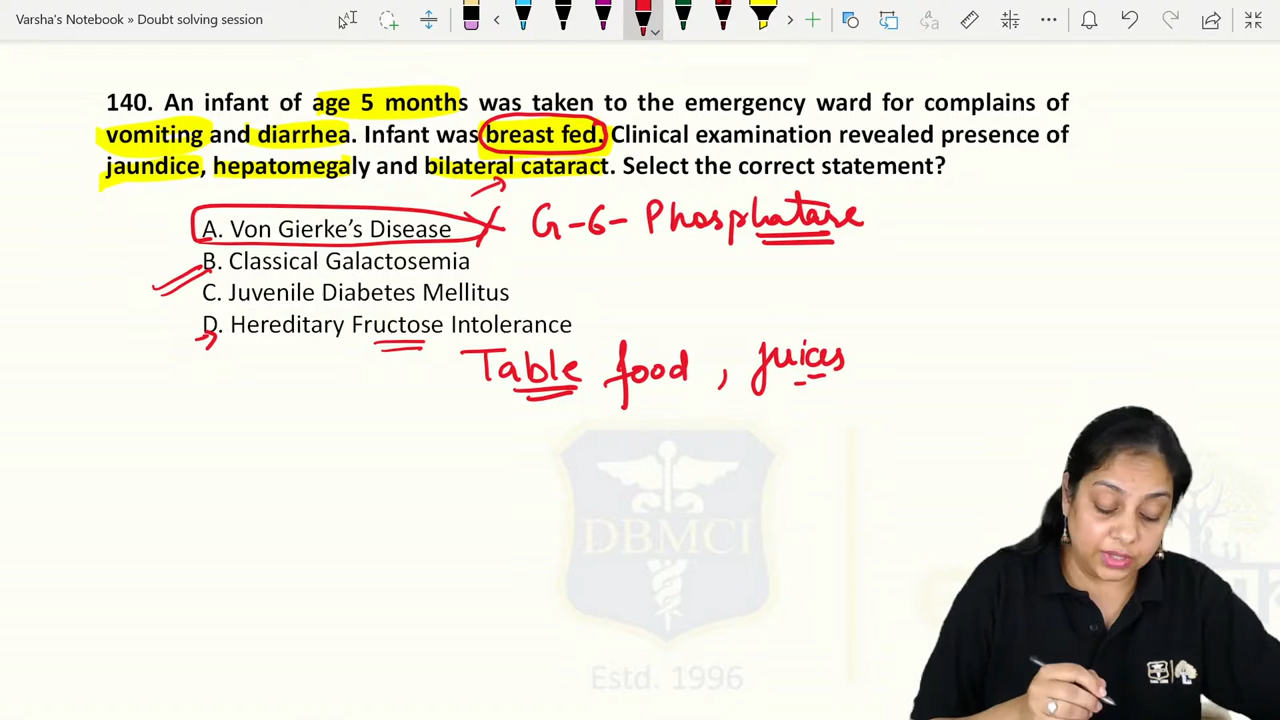 Varsha's Notebook » Doubt solving session
140. An infant of age 5 months was taken to the emergency ward for complains of
vomiting and diarrhea. Infant was breast fed. Clinical examination revealed presence of
jaundice, hepatomegaly and bilateral cataract. Select the correct statement?
A. Von Gierke's Disease
G-6-Phosphatase
B. Classical Galactosemia
C. Juvenile Diabetes Mellitus
D. Hereditary Fructose Intolerance
Table food, juices
DBMCI
Estd. 1996